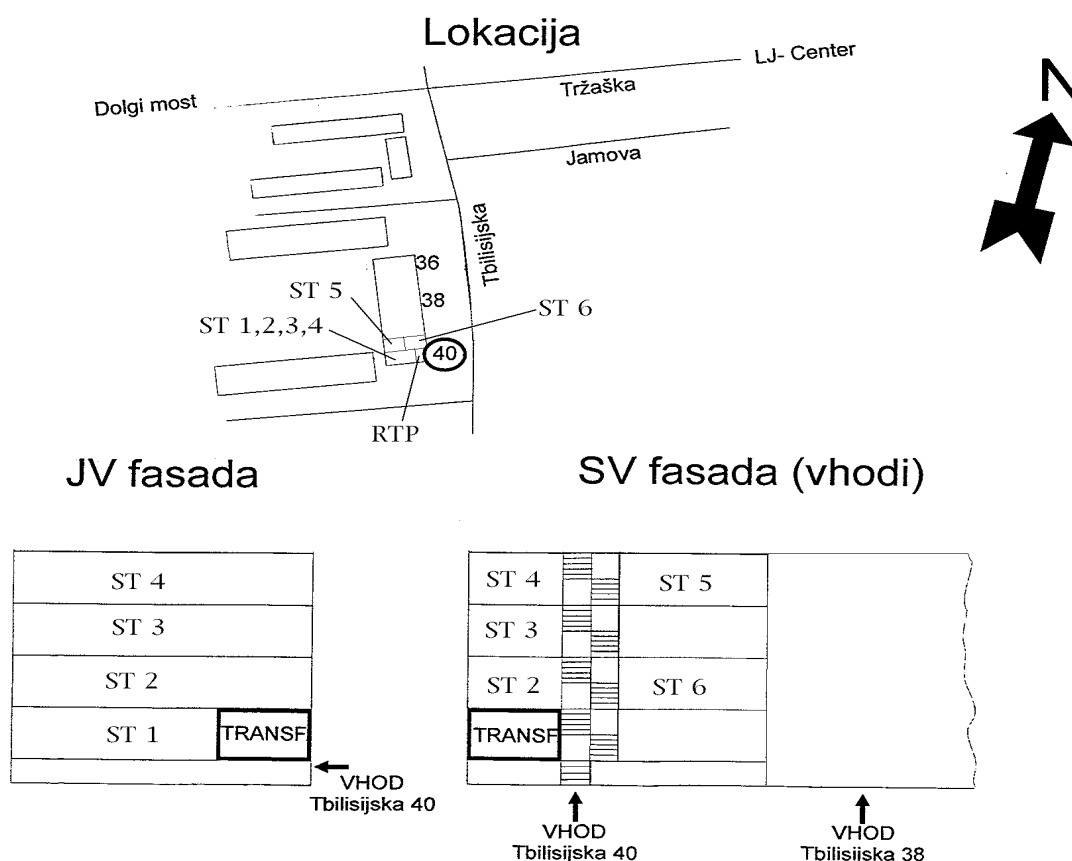 Lokacija
N
LJ- Center
Dolgi most
Tržaška
Jamova
Tbilisijska
36
ST 5
38
ST 6
ST 1,2,3,4
40
RTP
JV fasada
SV fasada (vhodi)
ST 4
ST 3
ST 2
ST 1
TRANSF
VHOD
Tbilisijska 40
ST 4
ST 5
ST 3
ST 2
ST 6
TRANSF
VHOD
Tbilisijska 40
VHOD
Tbilisijska 38